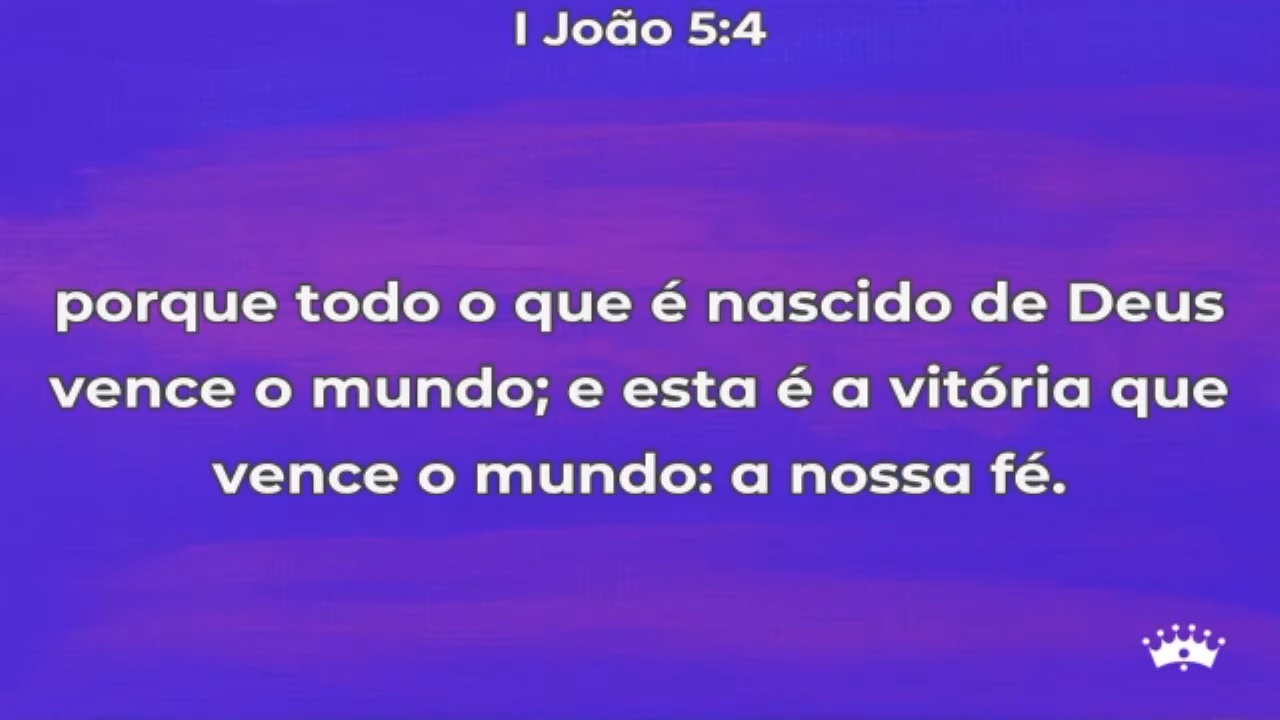 I João 5:4
porque todo o que é nascido de Deus
vence o mundo; e esta é a vitória que
vence o mundo: a nossa fé.